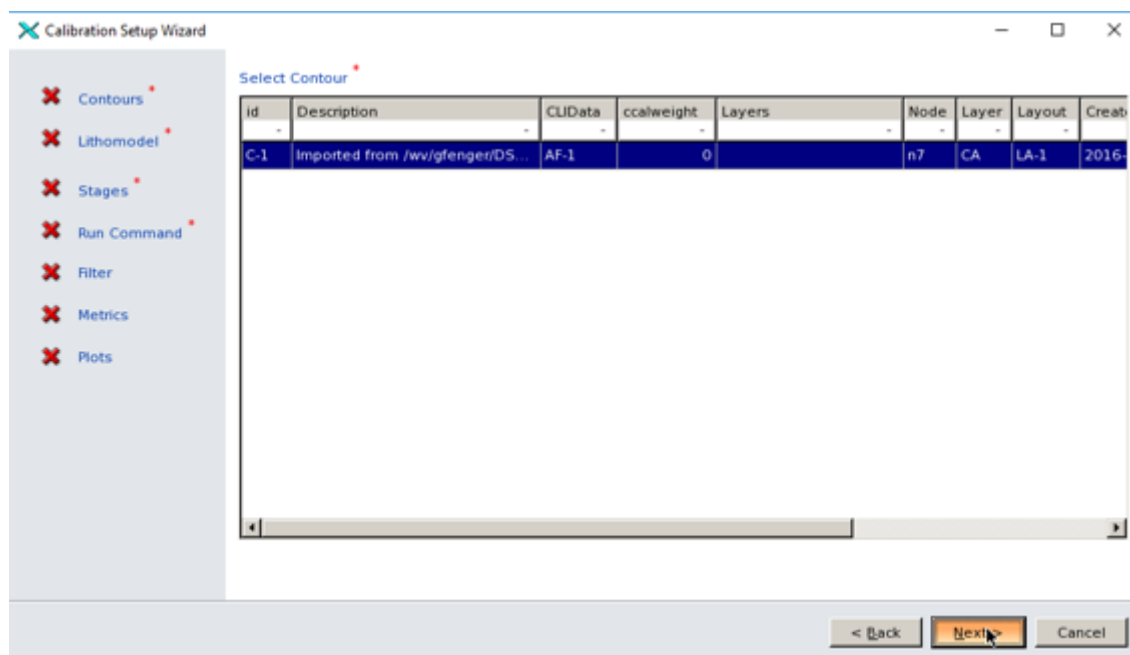 Calibration Setup Wizard
Select Contour *
Contours *
Lithomodel *
Stages *
Run Command *
Filter
Metrics
Plots
id Description CLIData ccalweight Layers Node Layer Layout Creat
C-1 Imported from /wv/gfenger/DS... AF-1 0 n7 CA LA-1 2016-
< Back Next > Cancel